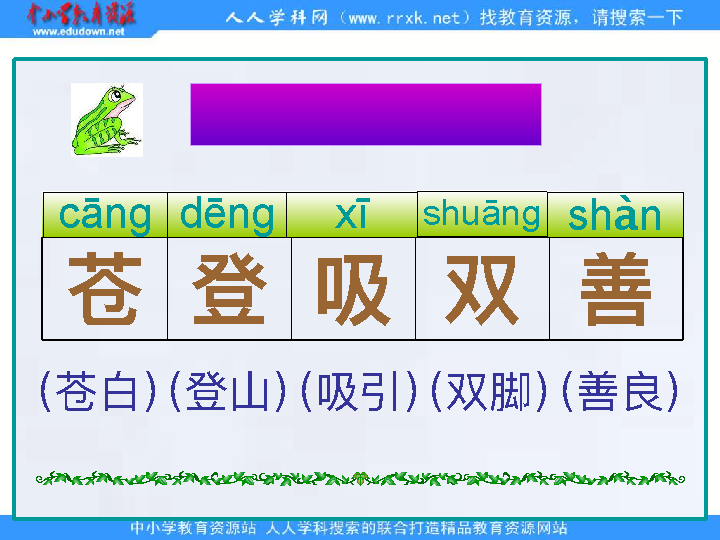 中小学教育资源
www.edudown.net
人人学科网（www.rrxk.net）找教育资源，请搜索一下
cāng dēng xī shuāng shàn
苍 登 吸 双 善
(苍白) (登山) (吸引) (双脚) (善良)
中小学教育资源站 人人学科搜索的联合打造精品教育资源网站